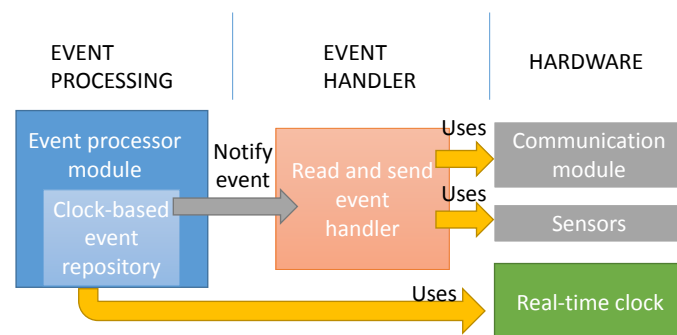 EVENT
PROCESSING
EVENT
HANDLER
HARDWARE
Event processor
module
Clock-based
event
repository
Notify
event
Read and send
event
handler
Uses
Communication
module
Uses
Sensors
Uses
Real-time clock